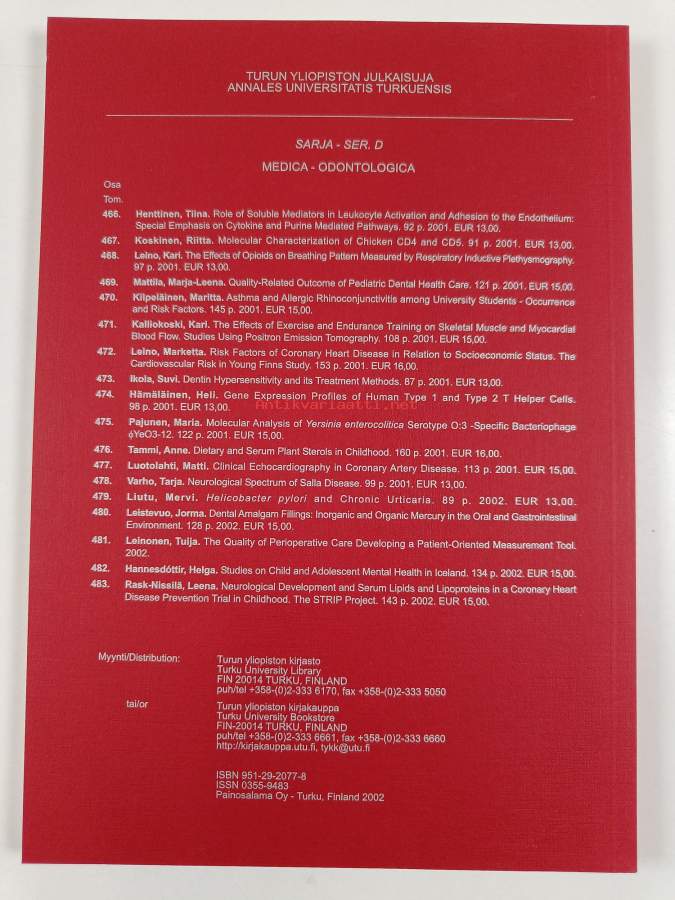 TURUN YLIOPISTON JULKAISUJA
ANNALES UNIVERSITATIS TURKUENSIS
SARJA - SER. D
MEDICA - ODONTOLOGICA
Osa
Tom.
466. Henttinen, Tiina. Role of Soluble Mediators in Leukocyte Activation and Adhesion to the Endothelium:
Special Emphasis on Cytokine and Purine Mediated Pathways. 92 p. 2001. EUR 13,00.
467. Koskinen, Riitta. Molecular Characterization of Chicken CD4 and CD5. 91 p. 2001. EUR 13,00.
468. Leino, Kari. The Effects of Opioids on Breathing Pattern Measured by Respiratory Inductive Plethysmography.
97 p. 2001. EUR 13,00.
469. Mattila, Marja-Leena. Quality-Related Outcome of Pediatric Dental Health Care. 121 p. 2001. EUR 15,00.
470. Kilpeläinen, Maritta. Asthma and Allergic Rhinoconjunctivitis among University Students - Occurrence
and Risk Factors. 145 p. 2001. EUR 15,00.
471. Kalliokoski, Kari. The Effects of Exercise and Endurance Training on Skeletal Muscle and Myocardial
Blood Flow. Studies Using Positron Emission Tomography. 108 p. 2001. EUR 15,00.
472. Leino, Marketta. Risk Factors of Coronary Heart Disease in Relation to Socioeconomic Status. The
Cardiovascular Risk in Young Finns Study. 153 p. 2001. EUR 16,00.
473. Ikola, Suvi. Dentin Hypersensitivity and its Treatment Methods. 87 p. 2001. EUR 13,00.
474. Hämäläinen, Heli. Gene Expression Profiles of Human Type 1 and Type 2 T Helper Cells.
98 p. 2001. EUR 13,00.
Antikvariaatti.net
475. Pajunen, Maria. Molecular Analysis of Yersinia enterocolitica Serotype O:3 -Specific Bacteriophage
ϕYeO3-12. 122 p. 2001. EUR 15,00.
476. Tammi, Anne. Dietary and Serum Plant Sterols in Childhood. 160 p. 2001. EUR 16,00.
477. Luotolahti, Matti. Clinical Echocardiography in Coronary Artery Disease. 113 p. 2001. EUR 15,00.
478. Varho, Tarja. Neurological Spectrum of Salla Disease. 99 p. 2001. EUR 13,00.
479. Liutu, Mervi. Helicobacter pylori and Chronic Urticaria. 89 p. 2002. EUR 13,00.
480. Leistevuo, Jorma. Dental Amalgam Fillings: Inorganic and Organic Mercury in the Oral and Gastrointestinal
Environment. 128 p. 2002. EUR 15,00.
481. Leinonen, Tuija. The Quality of Perioperative Care Developing a Patient-Oriented Measurement Tool.
2002.
482. Hannesdóttir, Helga. Studies on Child and Adolescent Mental Health in Iceland. 134 p. 2002. EUR 15,00.
483. Rask-Nissilä, Leena. Neurological Development and Serum Lipids and Lipoproteins in a Coronary Heart
Disease Prevention Trial in Childhood. The STRIP Project. 143 p. 2002. EUR 15,00.
Myynti/Distribution: Turun yliopiston kirjasto
Turku University Library
FIN 20014 TURKU, FINLAND
puh/tel +358-(0)2-333 6170, fax +358-(0)2-333 5050
tai/or Turun yliopiston kirjakauppa
Turku University Bookstore
FIN-20014 TURKU, FINLAND
puh/tel +358-(0)2-333 6661, fax +358-(0)2-333 6660
http://kirjakauppa.utu.fi, tykk@utu.fi
ISBN 951-29-2077-8
ISSN 0355-9483
Painosalama Oy - Turku, Finland 2002